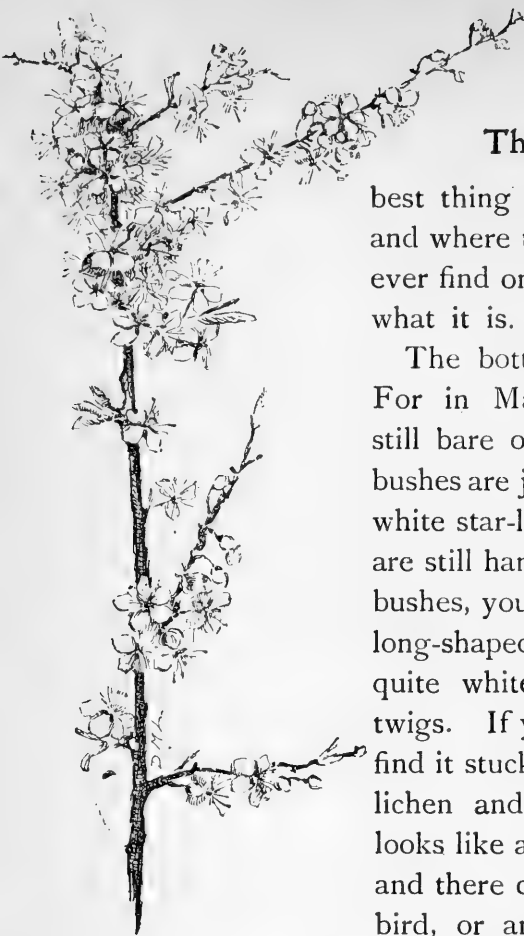 Th
best thing
and where t
ever find on
what it is.
The bott
For in Ma
still bare o
bushes are j
white star-l
are still har
bushes, you
long-shaped
quite white
twigs. If y
find it stuck
lichen and
looks like a
and there c
bird, or an